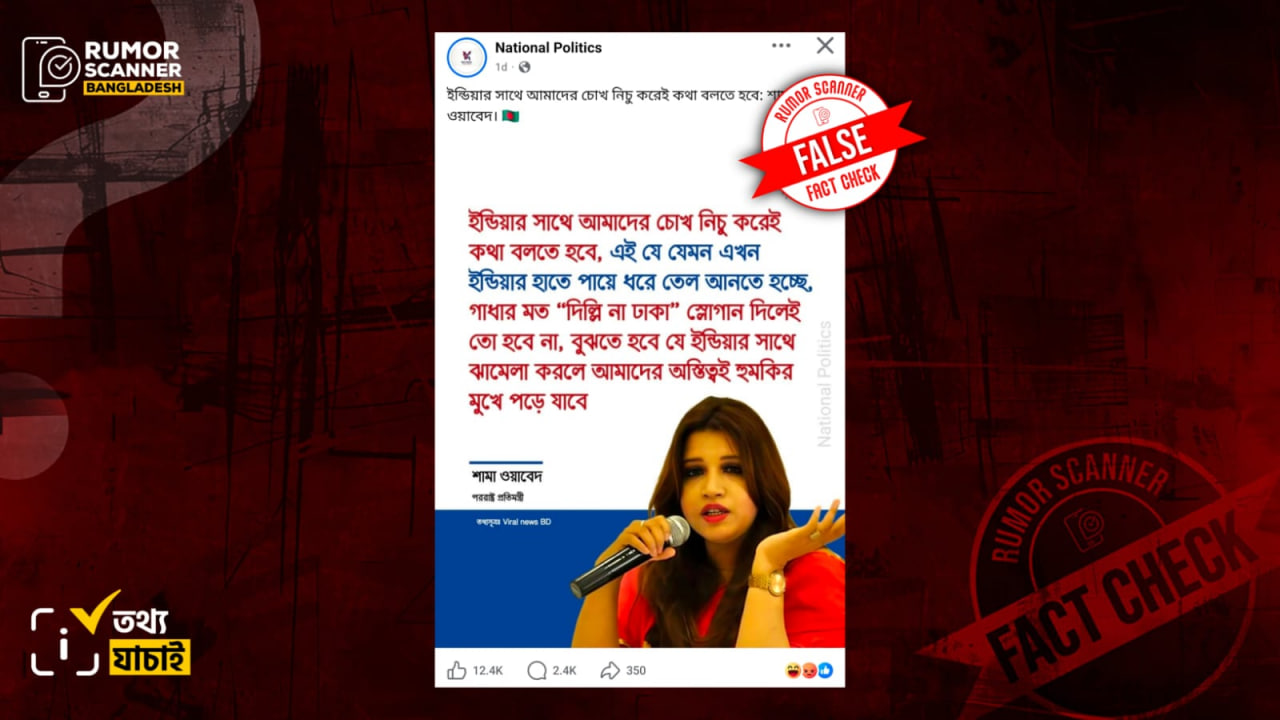 RUMOR
SCANNER
BANGLADESH
National Politics
1d
ইন্ডিয়ার সাথে আমাদের চোখ নিচু করেই কথা বলতে হবে:
ওয়াবেদ। 🇧🇩
RUMOR SCANNER
FALSE
FACT CHECK
ইন্ডিয়ার সাথে আমাদের চোখ নিচু করেই
কথা বলতে হবে, এই যে যেমন এখন
ইন্ডিয়ার হাতে পায়ে ধরে তেল আনতে হচ্ছে,
গাধার মত “দিল্লি না ঢাকা” স্লোগান দিলেই
তো হবে না, বুঝতে হবে যে ইন্ডিয়ার সাথে
ঝামেলা করলে আমাদের অস্তিত্বই হুমকির
মুখে পড়ে যাবে
National Politics
শামা ওয়াবেদ
পররাষ্ট্র প্রতিমন্ত্রী
তথ্যসূত্রঃ Viral news BD
12.4K 2.4K 350
তথ্য
যাচাই
RUMOR SCANNER
FACT CHECK